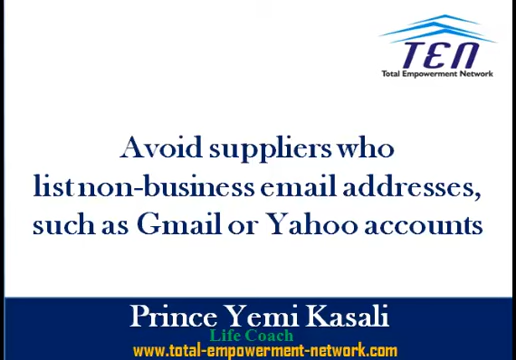 TEN
Total Empowerment Network
Avoid suppliers who
list non-business email addresses,
such as Gmail or Yahoo accounts
Prince Yemi Kasali
Life Coach
www.total-empowerment-network.com